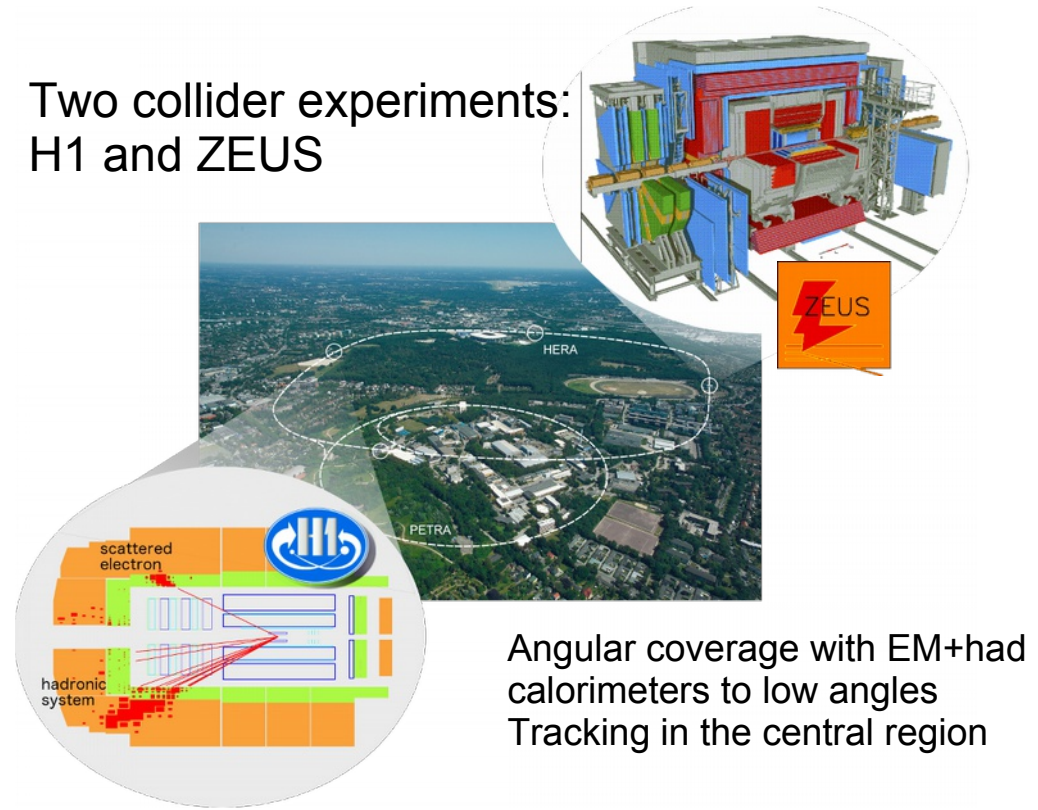 Two collider experiments:
H1 and ZEUS
ZEUS
HERA
PETRA
H1
scattered
electron
hadronic
system
Angular coverage with EM+had
calorimeters to low angles
Tracking in the central region